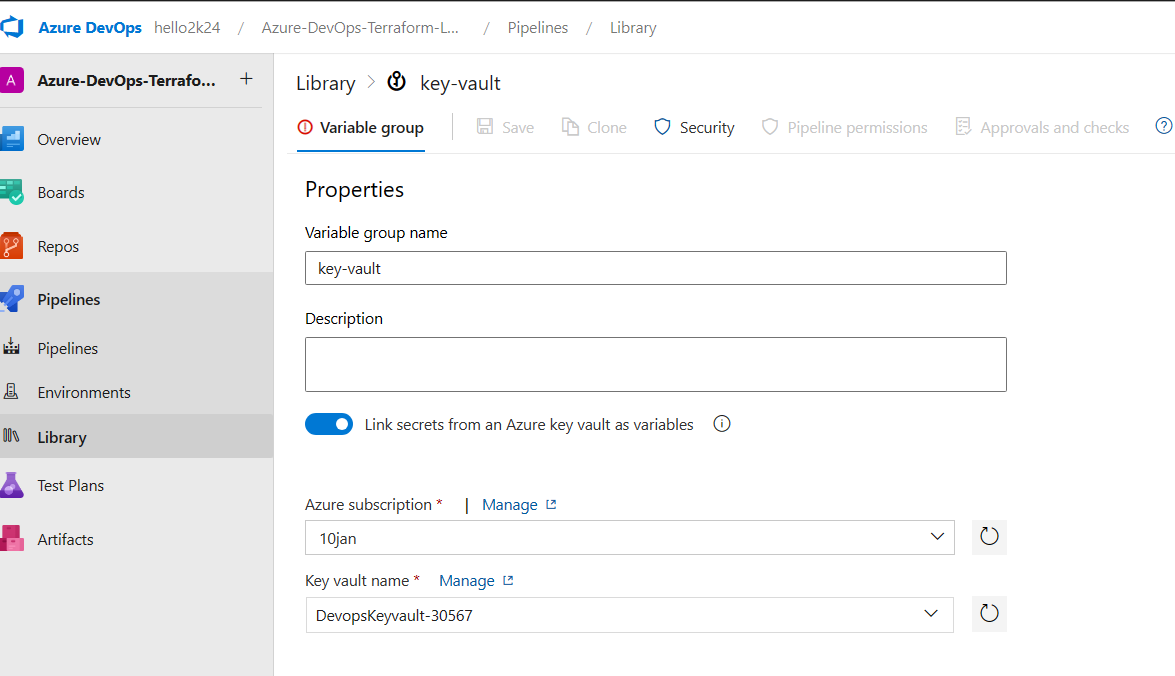 Azure DevOps hello2k24 / Azure-DevOps-Terraform-L... / Pipelines / Library
A Azure-DevOps-Terrafo... +
Overview
Boards
Repos
Pipelines
Pipelines
Environments
Library
Test Plans
Artifacts
Library > key-vault
Variable group Save Clone Security Pipeline permissions Approvals and checks ?
Properties
Variable group name
key-vault
Description
Link secrets from an Azure key vault as variables
Azure subscription * | Manage
10jan
Key vault name * Manage
DevopsKeyvault-30567